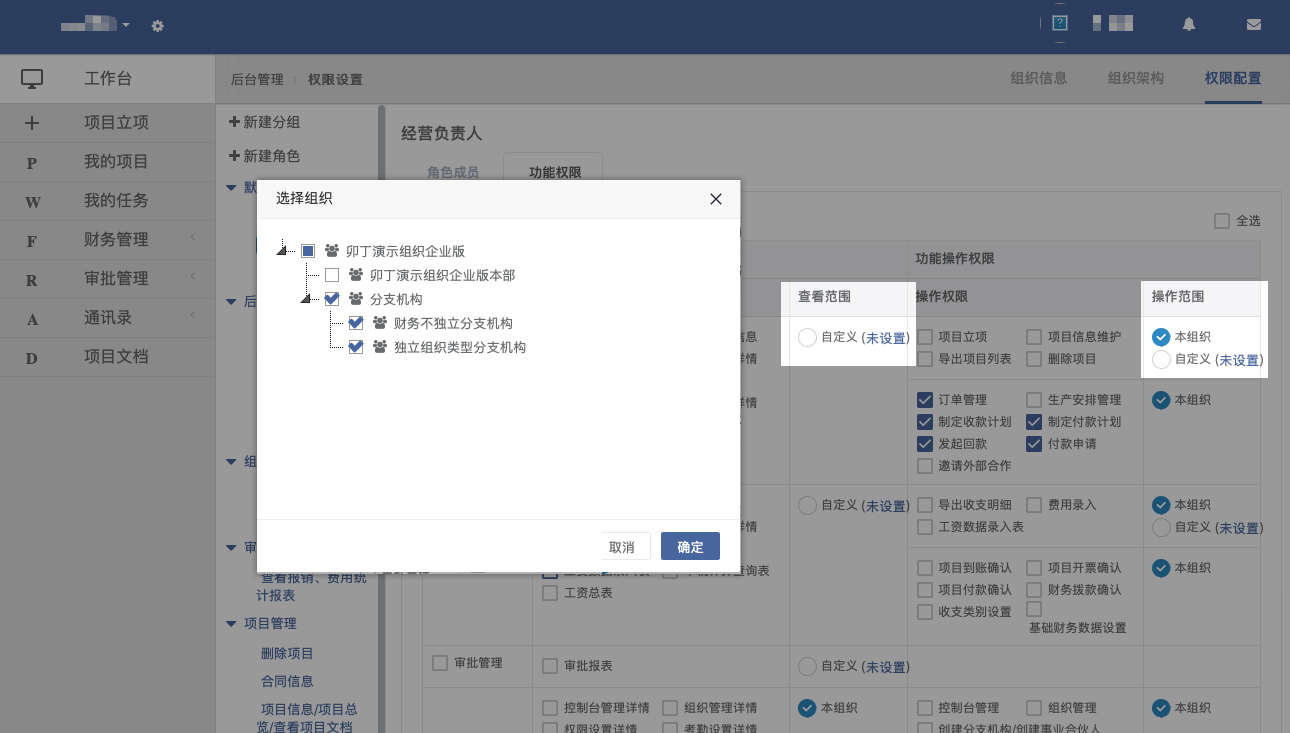 工作台
项目立项
P 我的项目
W 我的任务
F 财务管理
R 审批管理
A 通讯录
D 项目文档
后台管理 权限设置
组织信息 组织架构 权限配置
新建分组
新建角色
默
后
组
审
查看报销、费用统
计报表
项目管理
删除项目
合同信息
项目信息/项目总
览/查看项目文档
经营负责人
角色成员 功能权限
全选
功能操作权限
查看范围 操作权限 操作范围
选择组织
卯丁演示组织企业版
卯丁演示组织企业版本部
分支机构
财务不独立分支机构
独立组织类型分支机构
取消 确定
息 自定义 (未设置) 项目立项 项目信息维护 本组织
详情 导出项目列表 删除项目 自定义 (未设置)
详情 订单管理 生产安排管理 本组织
制定收款计划 制定付款计划
发起回款 付款申请
邀请外部合作
自定义 (未设置) 导出收支明细 费用录入 本组织
详情 工资数据录入表 自定义 (未设置)
查询表 项目到账确认 项目开票确认 本组织
工资总表 项目付款确认 财务拨款确认
收支类别设置
基础财务数据设置
审批管理 审批报表 自定义 (未设置)
控制台管理详情 组织管理详情 本组织 控制台管理 组织管理 本组织
权限设置详情 考勤设置详情 创建分支机构/创建事业合伙人